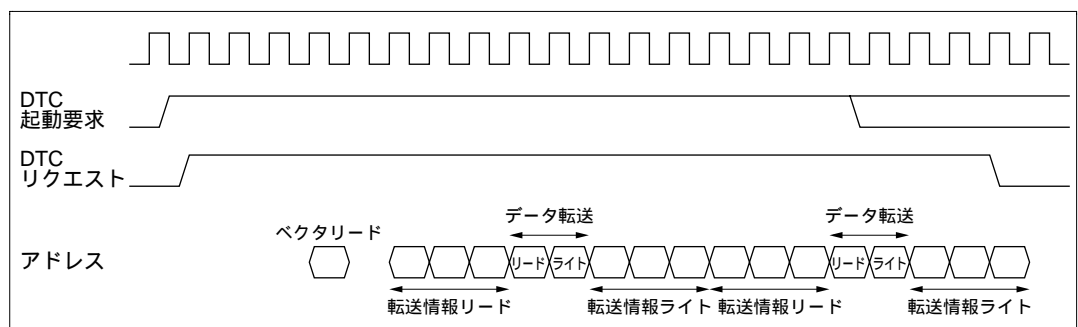 DTC
起動要求
DTC
リクエスト
データ転送
データ転送
ベクタリード
アドレス
リード
ライト
リード
ライト
転送情報リード
転送情報ライト
転送情報リード
転送情報ライト